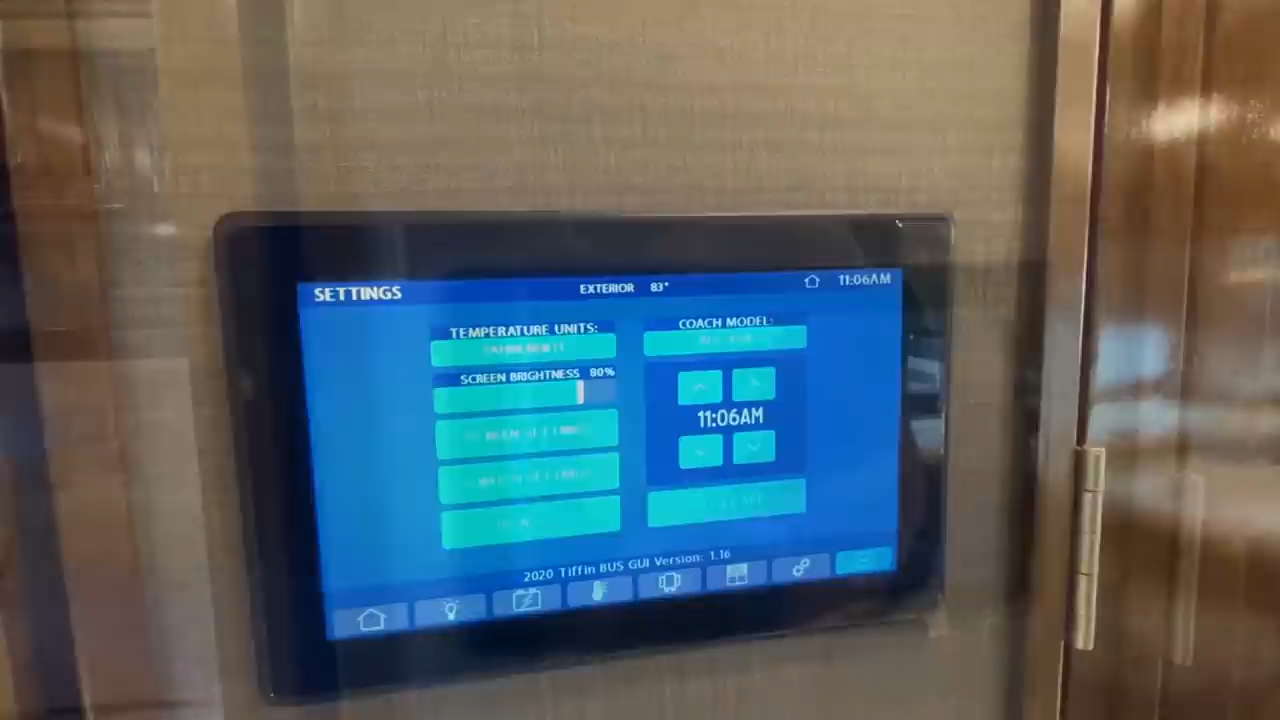 SETTINGS
EXTERIOR 83°
11:06AM
TEMPERATURE UNITS:
COACH MODEL:
FAHRENHEIT
SCREEN BRIGHTNESS 80%
11:06AM
2020 Tiffin BUS GUI Version: 1.16